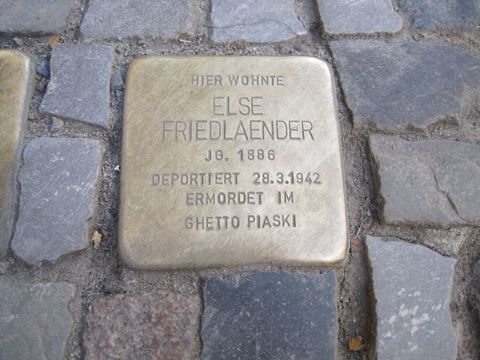 HIER WOHNTE
ELSE
FRIEDLAENDER
JG. 1886
DEPORTIERT 28.3.1942
ERMORDET IM
GHETTO PIASKI